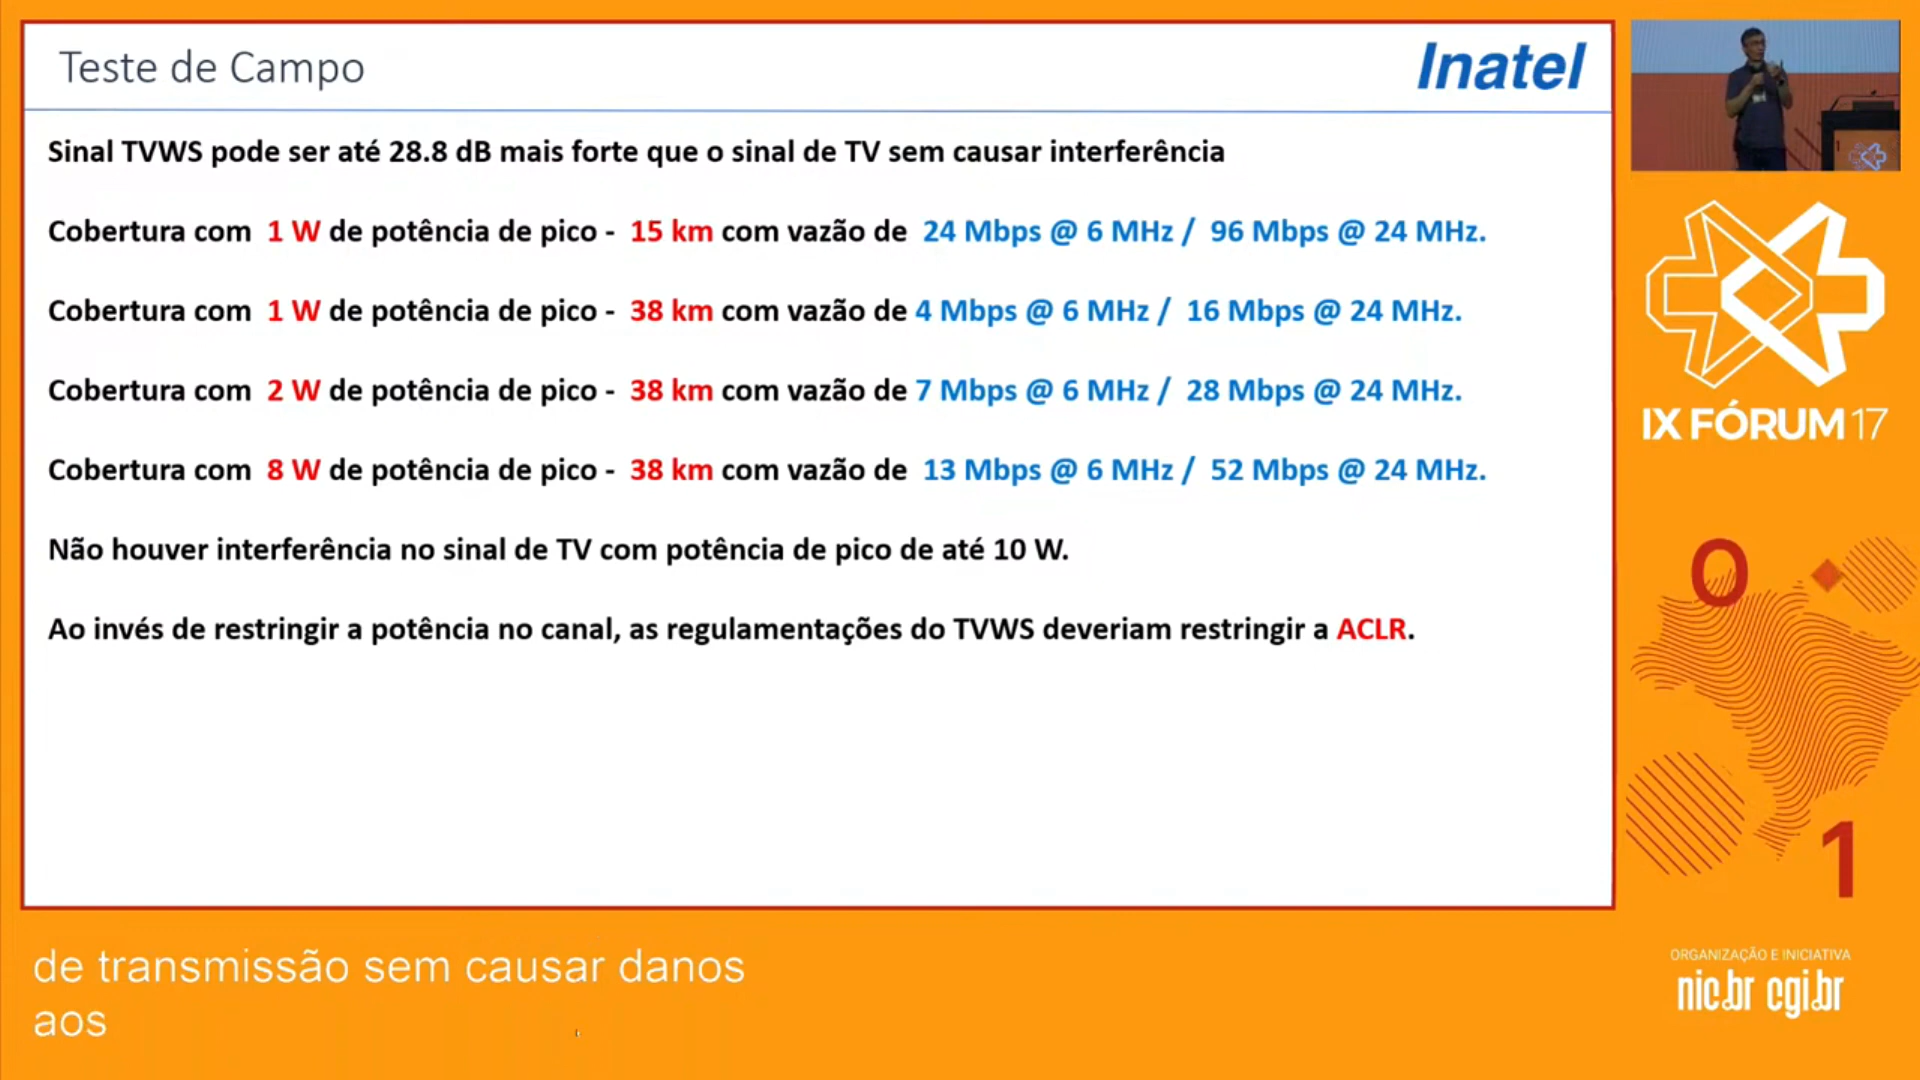 Teste de Campo
Inatel
Sinal TVWS pode ser até 28.8 dB mais forte que o sinal de TV sem causar interferência
Cobertura com 1 W de potência de pico - 15 km com vazão de 24 Mbps @ 6 MHz / 96 Mbps @ 24 MHz.
Cobertura com 1 W de potência de pico - 38 km com vazão de 4 Mbps @ 6 MHz / 16 Mbps @ 24 MHz.
Cobertura com 2 W de potência de pico - 38 km com vazão de 7 Mbps @ 6 MHz / 28 Mbps @ 24 MHz.
Cobertura com 8 W de potência de pico - 38 km com vazão de 13 Mbps @ 6 MHz / 52 Mbps @ 24 MHz.
Não houver interferência no sinal de TV com potência de pico de até 10 W.
Ao invés de restringir a potência no canal, as regulamentações do TVWS deveriam restringir a ACLR.
IX FÓRUM 17
0
1
de transmissão sem causar danos
aos
ORGANIZAÇÃO E INICIATIVA
nic.br cgi.br